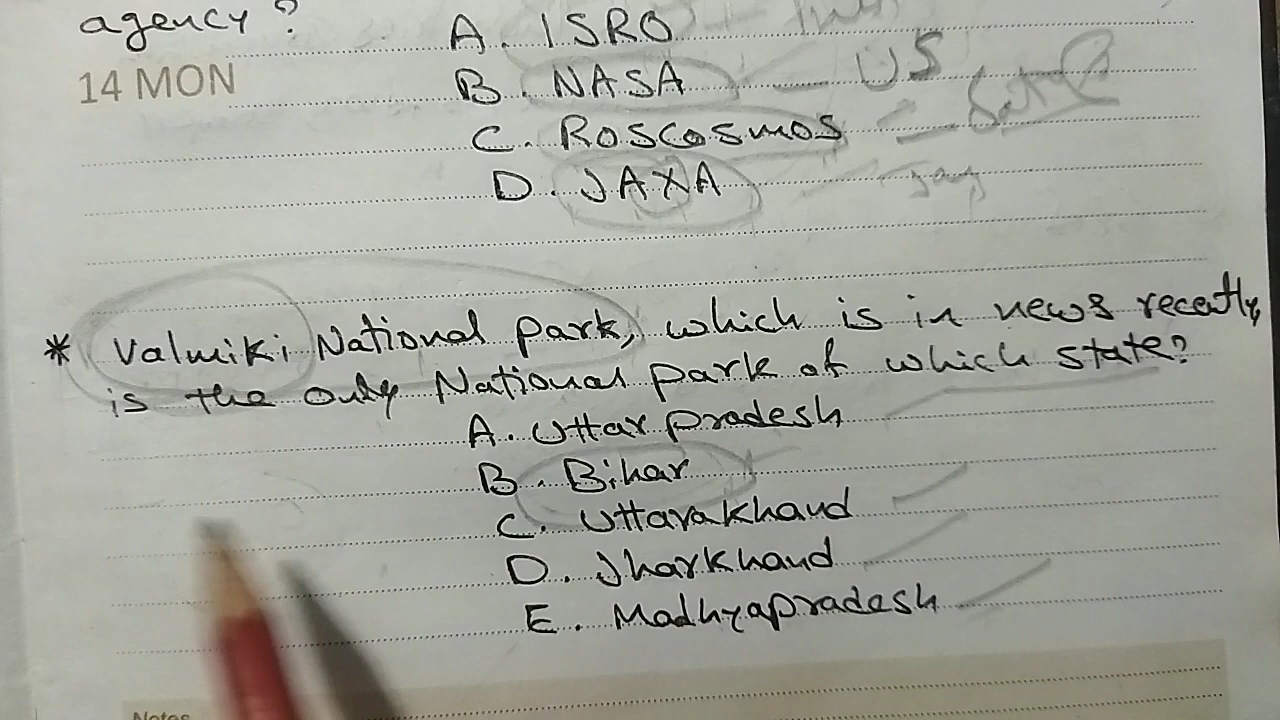 agency?
A. ISRO
14 MON
B. NASA US
C. Roscosmos
D. JAXA
* Valmiki National park, which is in news recently,
is the only National park of which state?
A. Uttar pradesh
B. Bihar
C. Uttarakhand
D. Jharkhand
E. Madhyapradesh
Notes